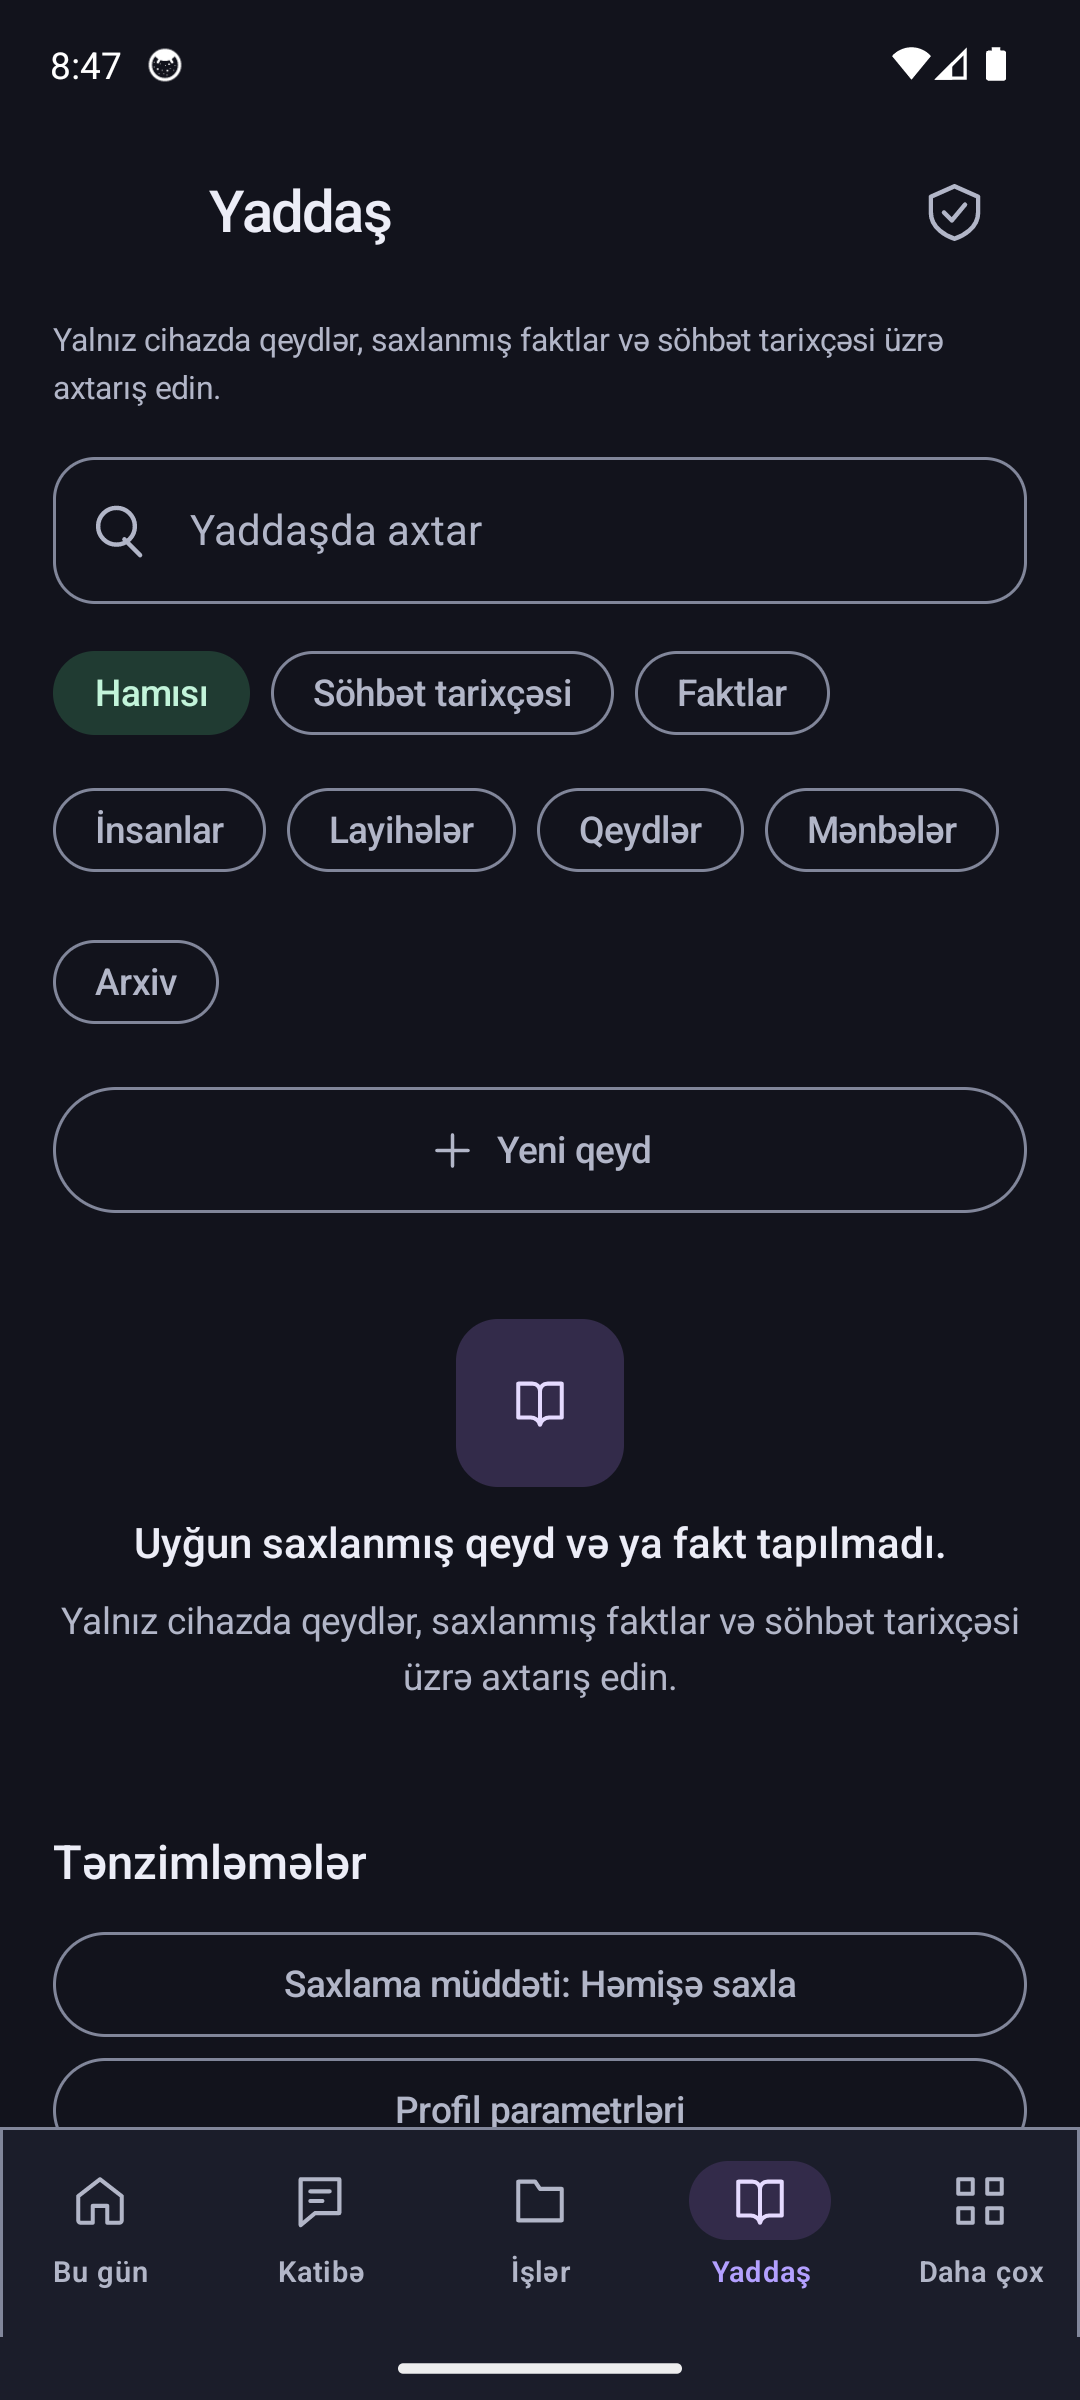 8:47
Yaddaş
Yalnız cihazda qeydlər, saxlanmış faktlar və söhbət tarixçəsi üzrə
axtarış edin.
Yaddaşda axtar
Hamısı
Söhbət tarixçəsi
Faktlar
İnsanlar
Layihələr
Qeydlər
Mənbələr
Arxiv
Yeni qeyd
Uyğun saxlanmış qeyd və ya fakt tapılmadı.
Yalnız cihazda qeydlər, saxlanmış faktlar və söhbət tarixçəsi
üzrə axtarış edin.
Tənzimləmələr
Saxlama müddəti: Həmişə saxla
Profil parametrləri
Bu gün
Katibə
İşlər
Yaddaş
Daha çox